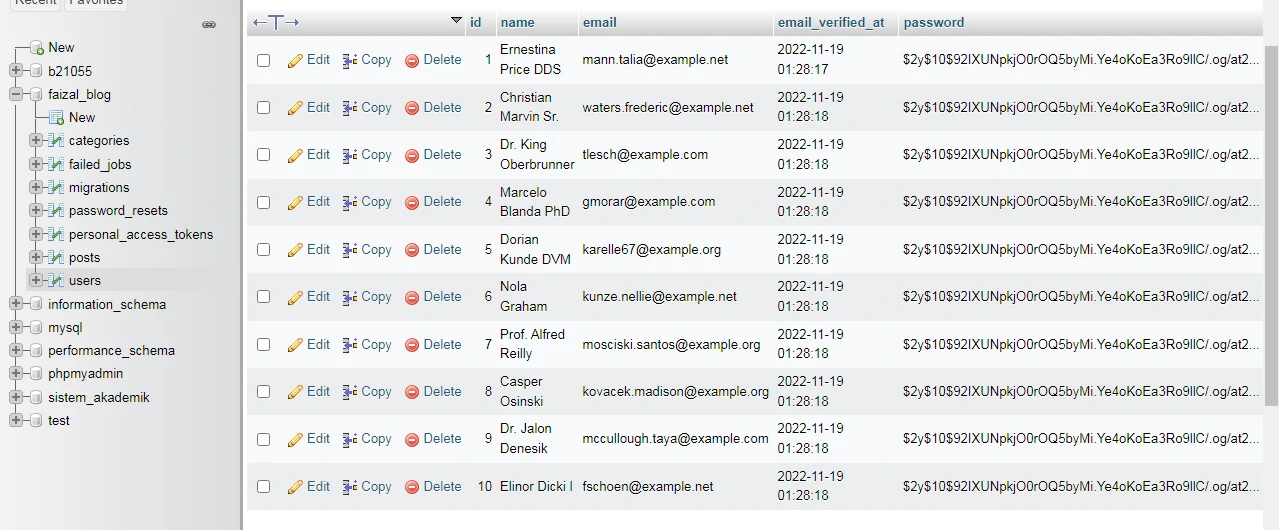 Recent Favorites
New
b21055
faizal_blog
New
categories
failed_jobs
migrations
password_resets
personal_access_tokens
posts
users
information_schema
mysql
performance_schema
phpmyadmin
sistem_akademik
test
←T→ id name email email_verified_at password
Edit Copy Delete 1 Ernestina Price DDS mann.talia@example.net 2022-11-19 01:28:17 $2y$10$92IXUNpkjO0rOQ5byMi.Ye4oKoEa3Ro9llC/.og/at2...
Edit Copy Delete 2 Christian Marvin Sr. waters.frederic@example.net 2022-11-19 01:28:18 $2y$10$92IXUNpkjO0rOQ5byMi.Ye4oKoEa3Ro9llC/.og/at2...
Edit Copy Delete 3 Dr. King Oberbrunner tlesch@example.com 2022-11-19 01:28:18 $2y$10$92IXUNpkjO0rOQ5byMi.Ye4oKoEa3Ro9llC/.og/at2...
Edit Copy Delete 4 Marcelo Blanda PhD gmorar@example.com 2022-11-19 01:28:18 $2y$10$92IXUNpkjO0rOQ5byMi.Ye4oKoEa3Ro9llC/.og/at2...
Edit Copy Delete 5 Dorian Kunde DVM karelle67@example.org 2022-11-19 01:28:18 $2y$10$92IXUNpkjO0rOQ5byMi.Ye4oKoEa3Ro9llC/.og/at2...
Edit Copy Delete 6 Nola Graham kunze.nellie@example.net 2022-11-19 01:28:18 $2y$10$92IXUNpkjO0rOQ5byMi.Ye4oKoEa3Ro9llC/.og/at2...
Edit Copy Delete 7 Prof. Alfred Reilly mosciski.santos@example.org 2022-11-19 01:28:18 $2y$10$92IXUNpkjO0rOQ5byMi.Ye4oKoEa3Ro9llC/.og/at2...
Edit Copy Delete 8 Casper Osinski kovacek.madison@example.org 2022-11-19 01:28:18 $2y$10$92IXUNpkjO0rOQ5byMi.Ye4oKoEa3Ro9llC/.og/at2...
Edit Copy Delete 9 Dr. Jalon Denesik mccullough.taya@example.com 2022-11-19 01:28:18 $2y$10$92IXUNpkjO0rOQ5byMi.Ye4oKoEa3Ro9llC/.og/at2...
Edit Copy Delete 10 Elinor Dicki I fschoen@example.net 2022-11-19 01:28:18 $2y$10$92IXUNpkjO0rOQ5byMi.Ye4oKoEa3Ro9llC/.og/at2...